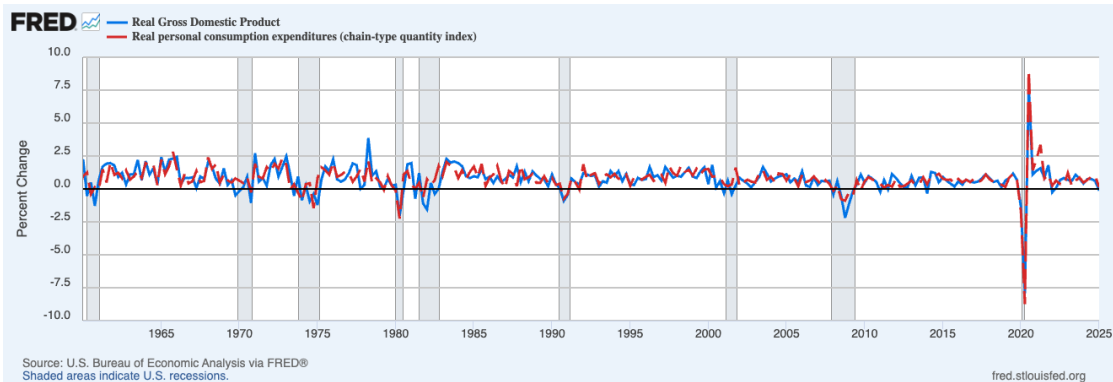 FRED
Real Gross Domestic Product
Real personal consumption expenditures (chain-type quantity index)
Percent Change
10.0
7.5
5.0
2.5
0.0
-2.5
-5.0
-7.5
-10.0
1965 1970 1975 1980 1985 1990 1995 2000 2005 2010 2015 2020 2025
Source: U.S. Bureau of Economic Analysis via FRED®
Shaded areas indicate U.S. recessions.
fred.stlouisfed.org